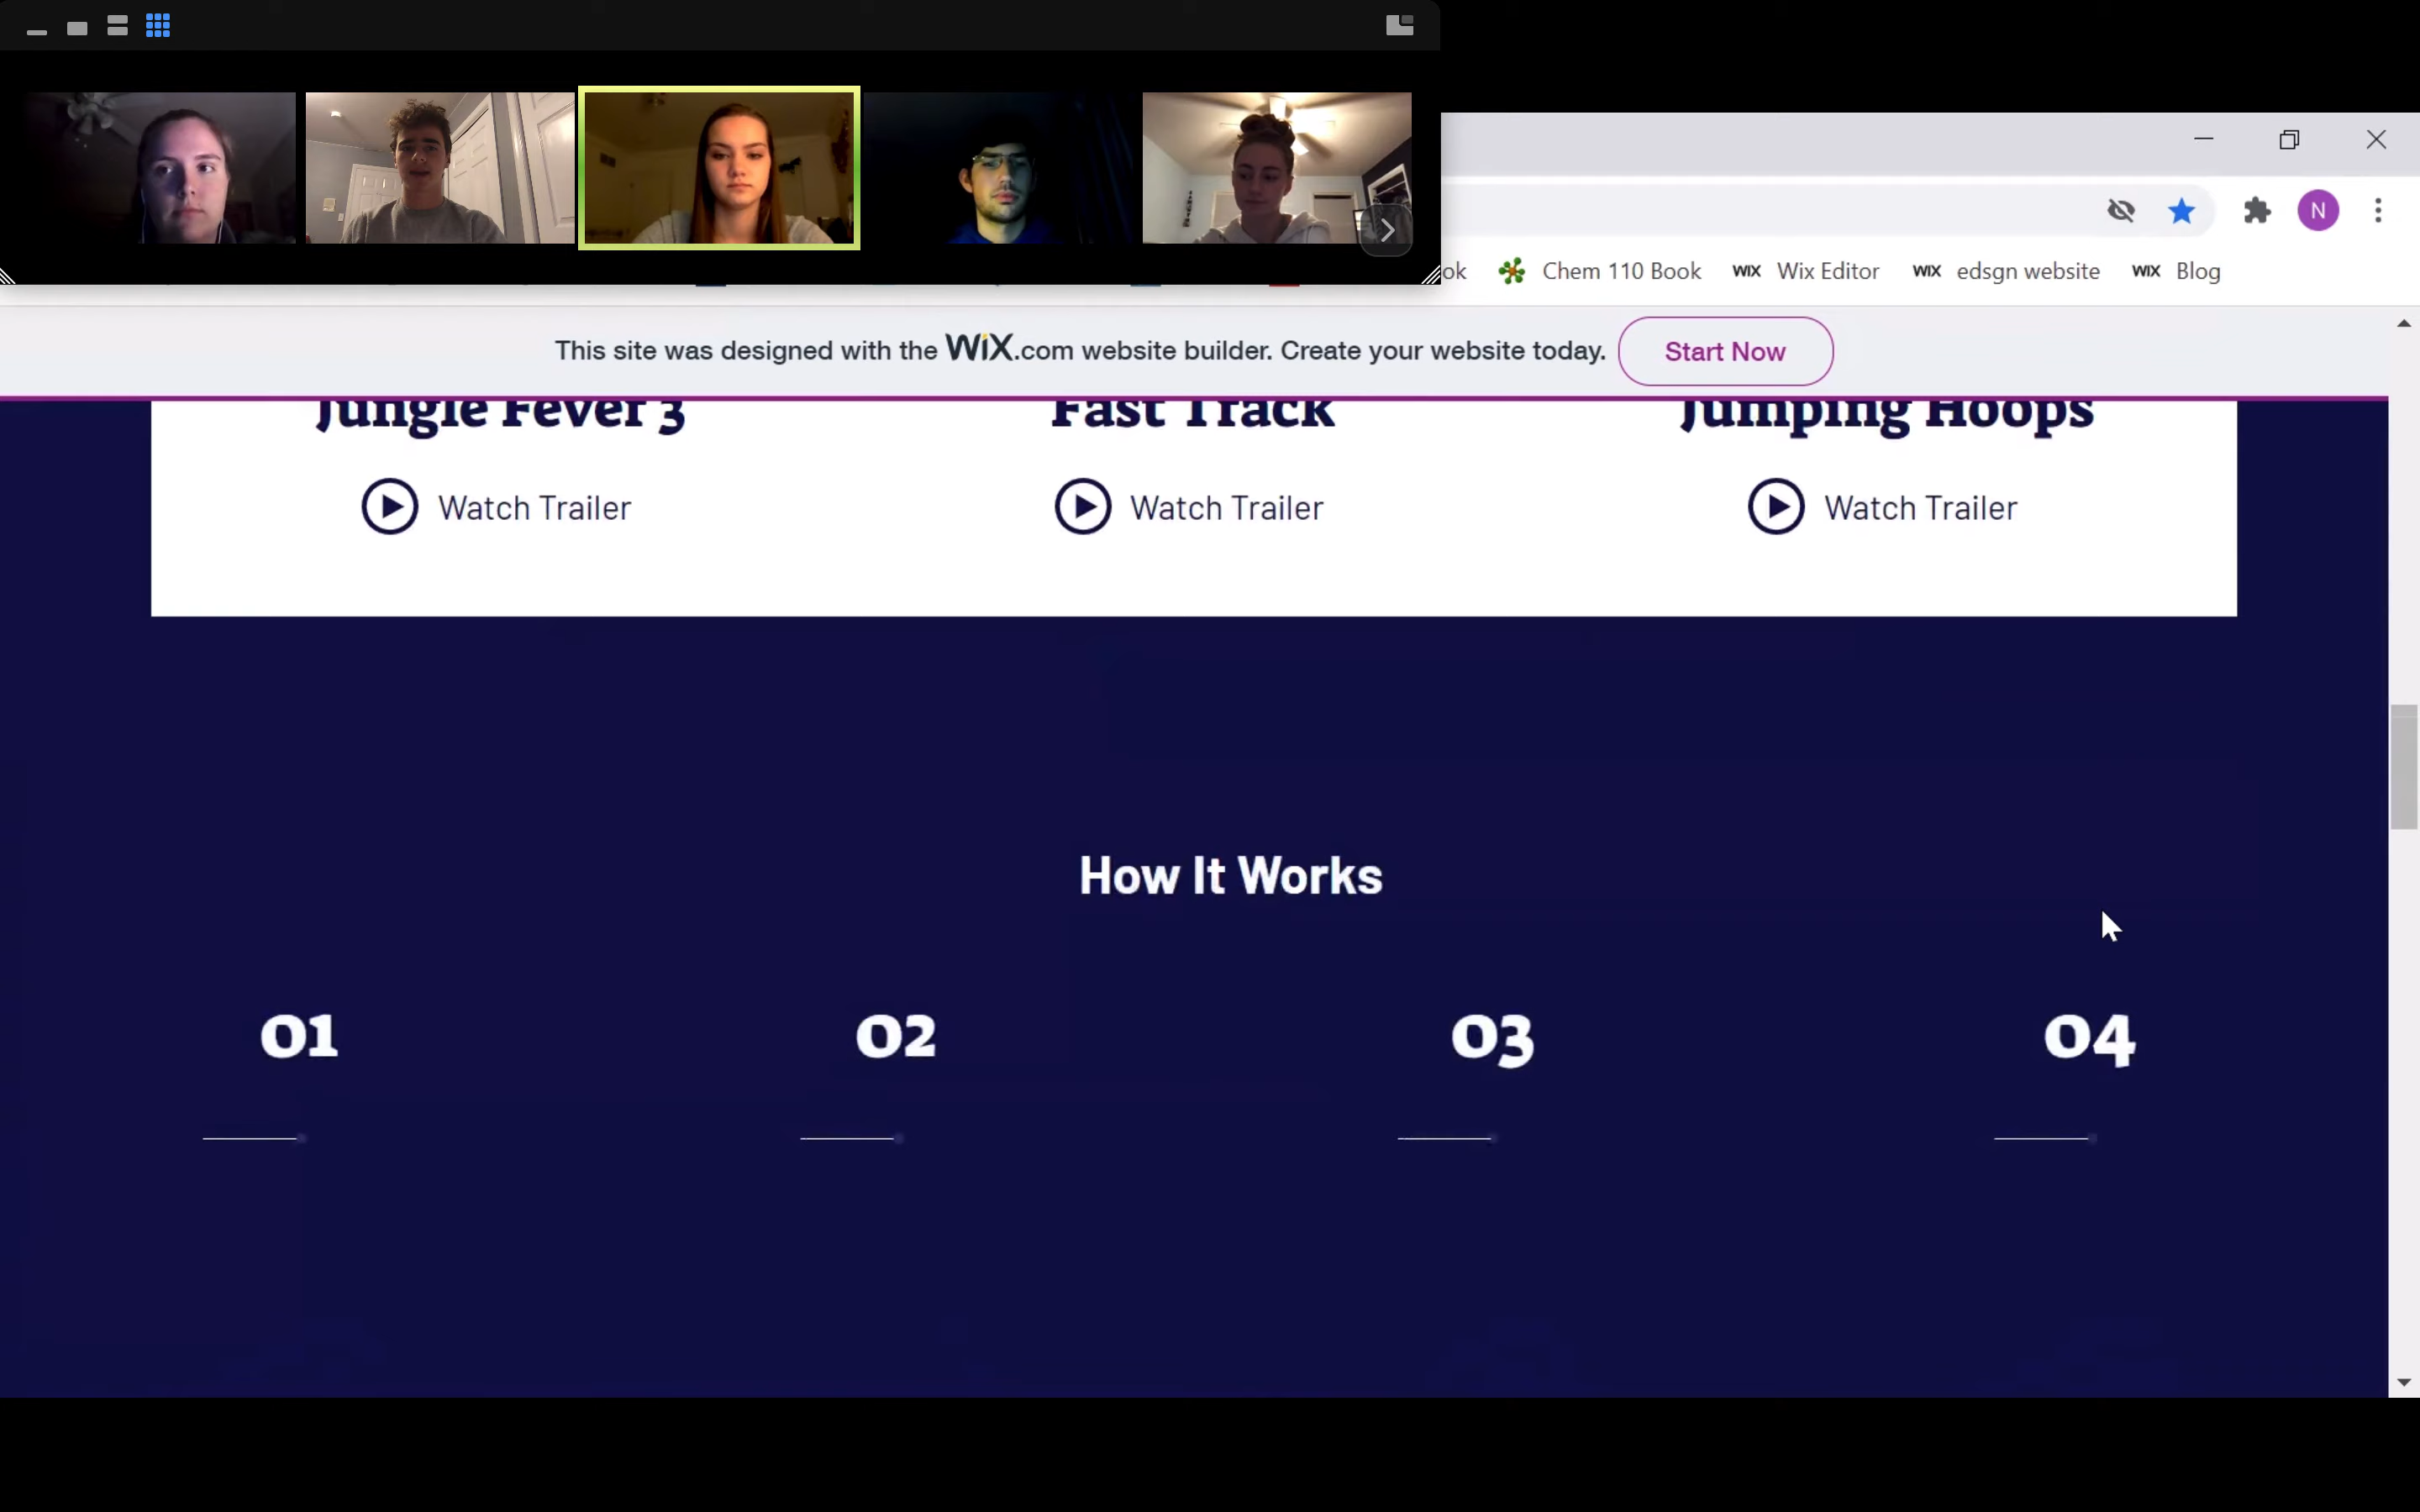 N
ok
Chem 110 Book
WIX Wix Editor
WIX edsgn website
WIX Blog
This site was designed with the WiX.com website builder. Create your website today.
Start Now
Jungle Fever 3
Fast Track
Jumping Hoops
Watch Trailer
Watch Trailer
Watch Trailer
How It Works
01
02
03
04